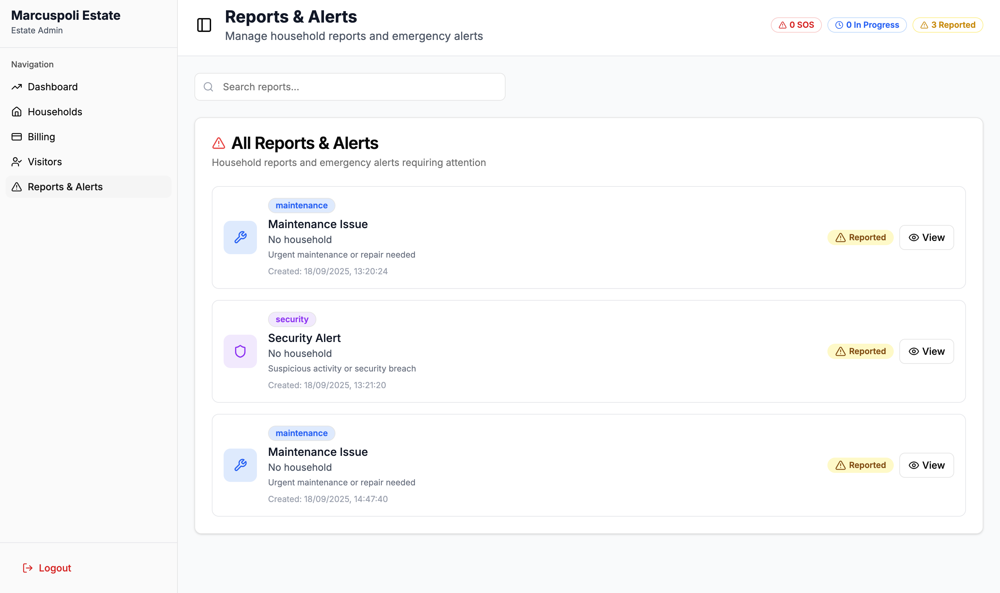 Marcuspoli Estate
Estate Admin
Navigation
Dashboard
Households
Billing
Visitors
Reports & Alerts
Logout
Reports & Alerts
Manage household reports and emergency alerts
0 SOS
0 In Progress
3 Reported
Search reports...
All Reports & Alerts
Household reports and emergency alerts requiring attention
maintenance
Maintenance Issue
No household
Urgent maintenance or repair needed
Created: 18/09/2025, 13:20:24
Reported
View
security
Security Alert
No household
Suspicious activity or security breach
Created: 18/09/2025, 13:21:20
Reported
View
maintenance
Maintenance Issue
No household
Urgent maintenance or repair needed
Created: 18/09/2025, 14:47:40
Reported
View